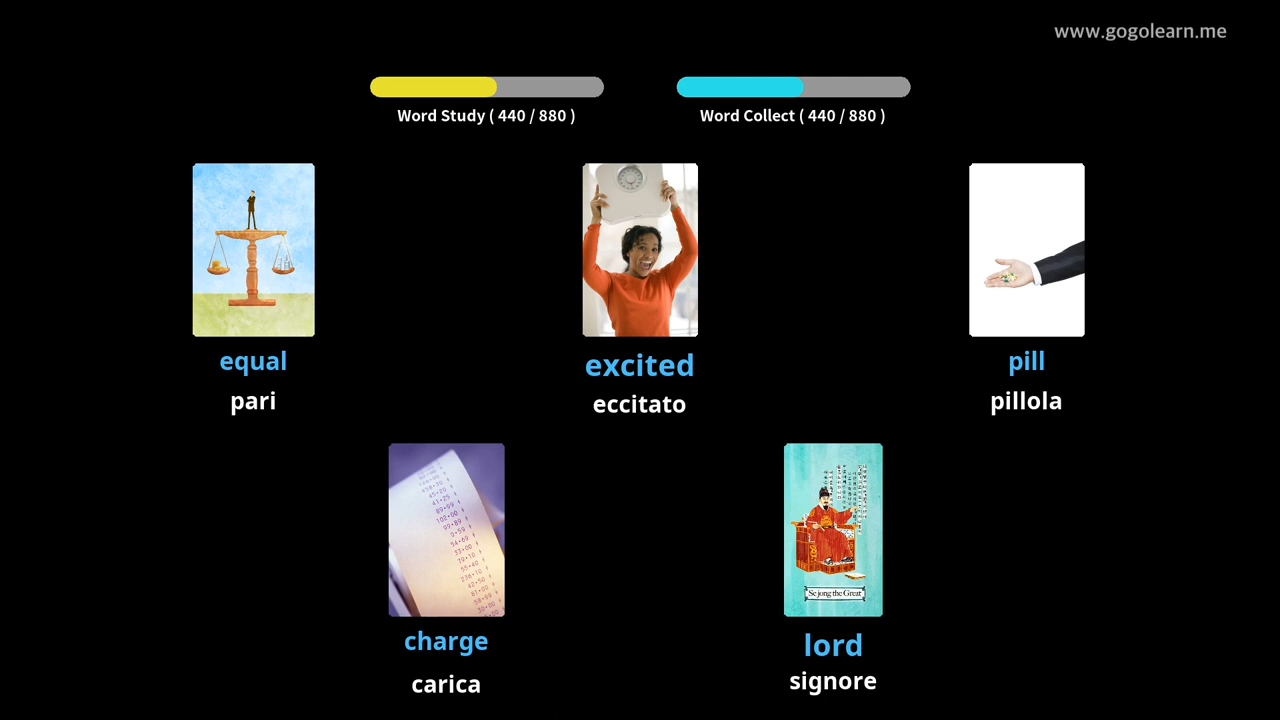 www.gogolearn.me
Word Study ( 440 / 880 )
Word Collect ( 440 / 880 )
equal
pari
excited
eccitato
pill
pillola
charge
carica
Se jong the Great
lord
signore